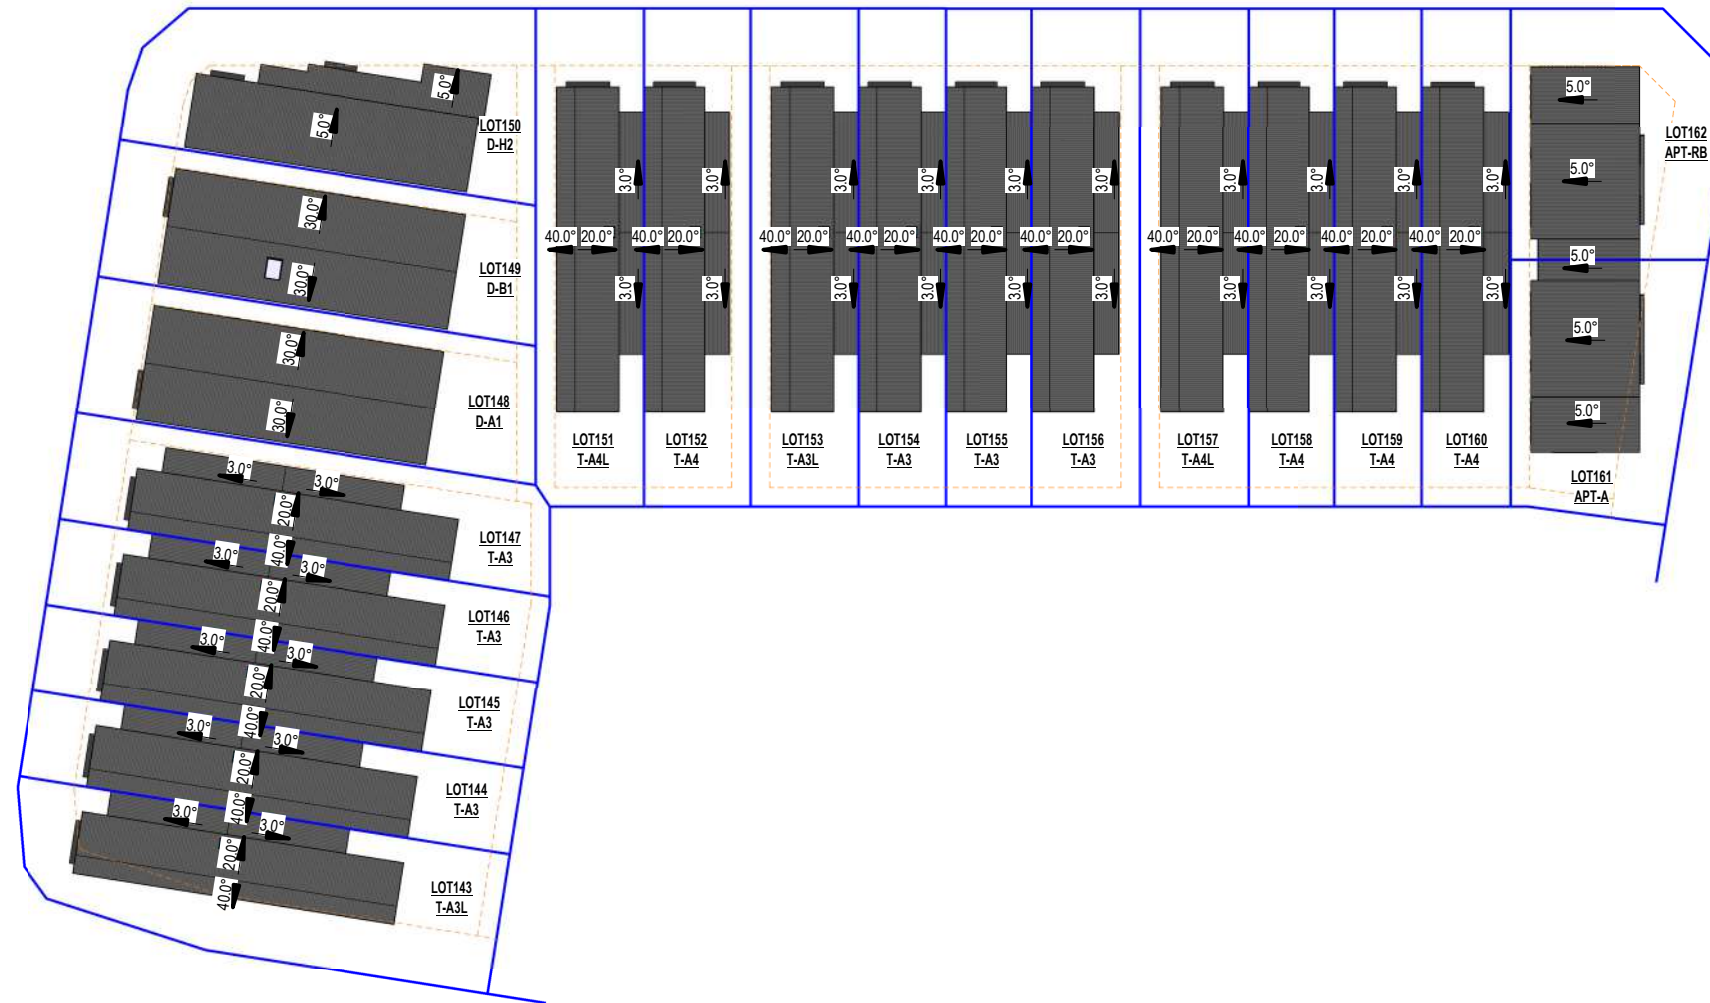 5.0°
5.0°
LOT150
D-H2
30.0°
30.0°
LOT149
D-B1
30.0°
30.0°
LOT148
D-A1
3.0°
3.0°
20.0°
40.0°
LOT147
T-A3
3.0°
3.0°
20.0°
40.0°
LOT146
T-A3
3.0°
3.0°
20.0°
40.0°
LOT145
T-A3
3.0°
3.0°
20.0°
40.0°
LOT144
T-A3
3.0°
3.0°
20.0°
40.0°
LOT143
T-A3L
3.0°
40.0° 20.0°
3.0°
LOT151
T-A4L
3.0°
40.0° 20.0°
3.0°
LOT152
T-A4
3.0°
40.0° 20.0°
3.0°
LOT153
T-A3L
3.0°
40.0° 20.0°
3.0°
LOT154
T-A3
3.0°
40.0° 20.0°
3.0°
LOT155
T-A3
3.0°
40.0° 20.0°
3.0°
LOT156
T-A3
3.0°
40.0° 20.0°
3.0°
LOT157
T-A4L
3.0°
40.0° 20.0°
3.0°
LOT158
T-A4
3.0°
40.0° 20.0°
3.0°
LOT159
T-A4
3.0°
40.0° 20.0°
3.0°
LOT160
T-A4
5.0°
5.0°
5.0°
LOT162
APT-RB
5.0°
5.0°
LOT161
APT-A